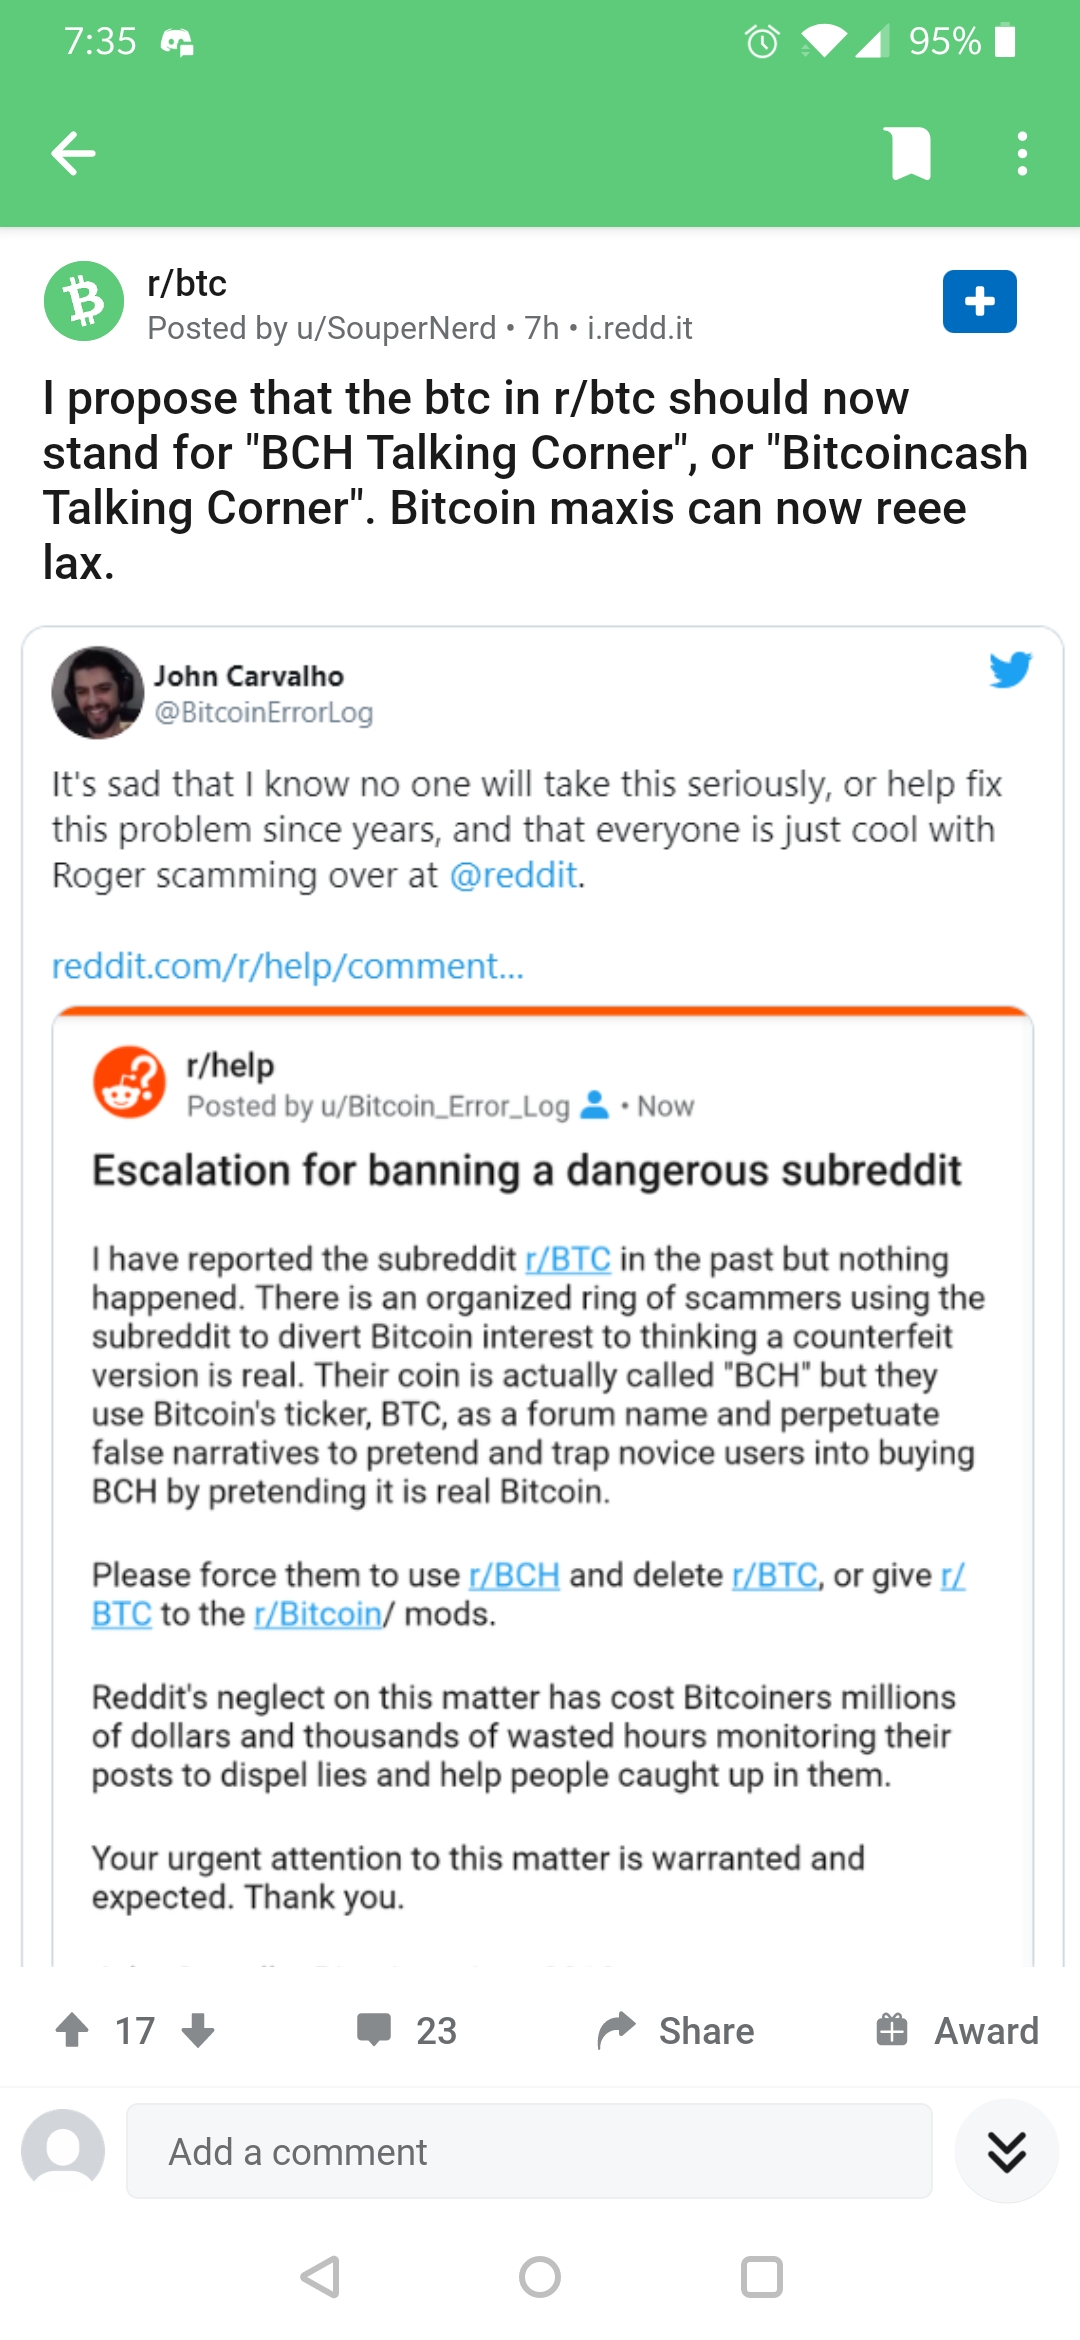 7:35
95%
r/btc
Posted by u/SouperNerd • 7h • i.redd.it
I propose that the btc in r/btc should now
stand for "BCH Talking Corner", or "Bitcoincash
Talking Corner". Bitcoin maxis can now reee
lax.
John Carvalho
@BitcoinErrorLog
It's sad that I know no one will take this seriously, or help fix
this problem since years, and that everyone is just cool with
Roger scamming over at @reddit.
reddit.com/r/help/comment...
r/help
Posted by u/Bitcoin_Error_Log • Now
Escalation for banning a dangerous subreddit
I have reported the subreddit r/BTC in the past but nothing
happened. There is an organized ring of scammers using the
subreddit to divert Bitcoin interest to thinking a counterfeit
version is real. Their coin is actually called "BCH" but they
use Bitcoin's ticker, BTC, as a forum name and perpetuate
false narratives to pretend and trap novice users into buying
BCH by pretending it is real Bitcoin.
Please force them to use r/BCH and delete r/BTC, or give r/
BTC to the r/Bitcoin/ mods.
Reddit's neglect on this matter has cost Bitcoiners millions
of dollars and thousands of wasted hours monitoring their
posts to dispel lies and help people caught up in them.
Your urgent attention to this matter is warranted and
expected. Thank you.
17
23
Share
Award
Add a comment